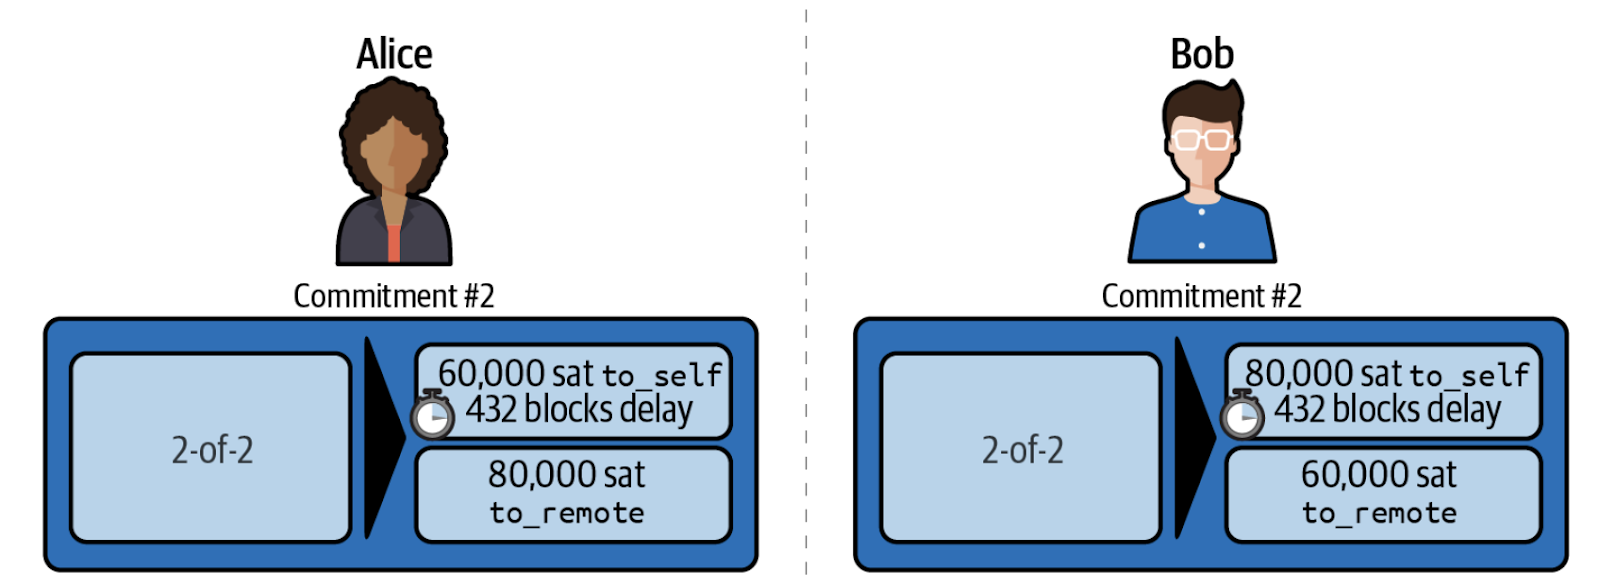 Alice
Commitment #2
2-of-2
60,000 sat to_self
432 blocks delay
80,000 sat
to_remote
Bob
Commitment #2
2-of-2
80,000 sat to_self
432 blocks delay
60,000 sat
to_remote